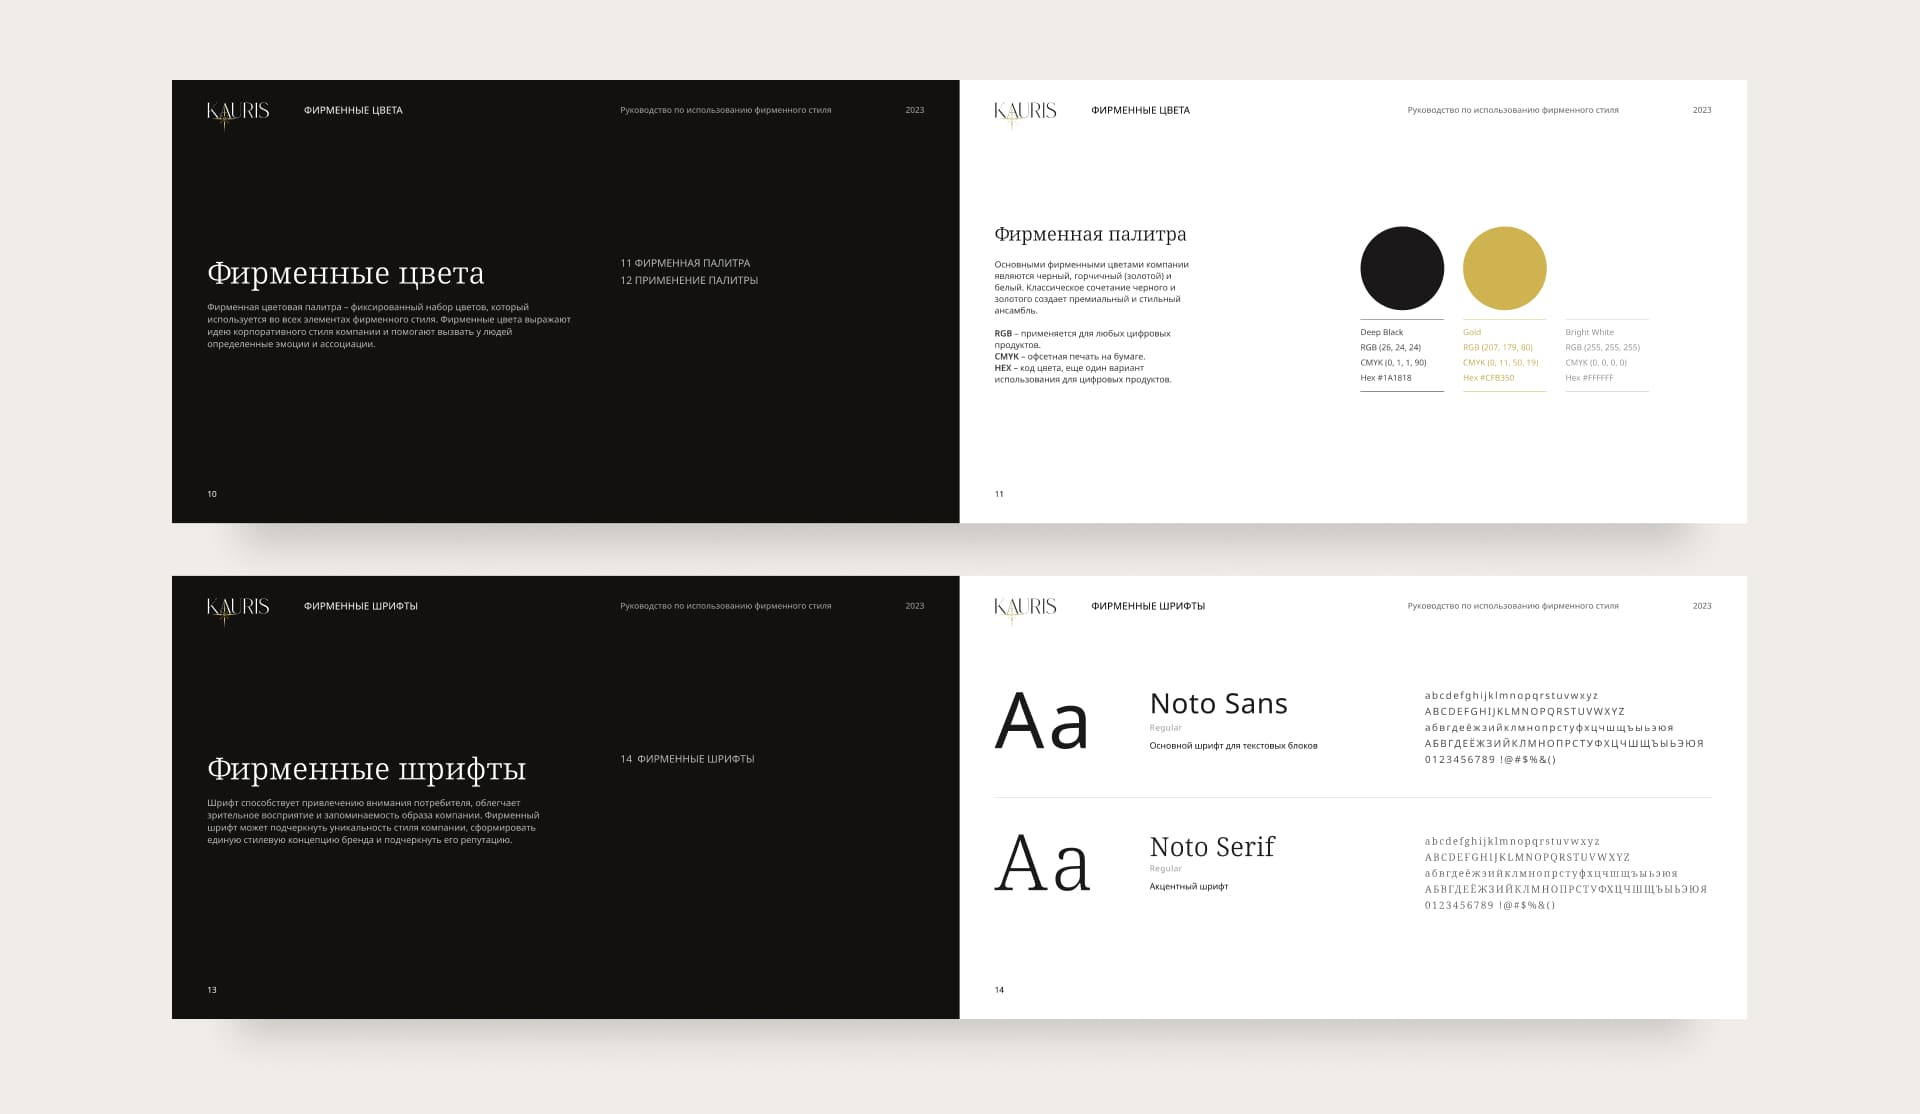 KAURIS
ФИРМЕННЫЕ ЦВЕТА
Руководство по использованию фирменного стиля
2023
Фирменные цвета
Фирменная цветовая палитра – фиксированный набор цветов, который
используется во всех элементах фирменного стиля. Фирменные цвета выражают
идею корпоративного стиля компании и помогают вызвать у людей
определенные эмоции и ассоциации.
11 ФИРМЕННАЯ ПАЛИТРА
12 ПРИМЕНЕНИЕ ПАЛИТРЫ
10
KAURIS
ФИРМЕННЫЕ ЦВЕТА
Руководство по использованию фирменного стиля
2023
Фирменная палитра
Основными фирменными цветами компании
являются черный, горчичный (золотой) и
белый. Классическое сочетание черного и
золотого создает премиальный и стильный
ансамбль.
RGB – применяется для любых цифровых
продуктов.
CMYK – офсетная печать на бумаге.
HEX – код цвета, еще один вариант
использования для цифровых продуктов.
Deep Black
RGB (26, 24, 24)
CMYK (0, 1, 1, 90)
Hex #1A1818
Gold
RGB (207, 179, 80)
CMYK (0, 11, 50, 19)
Hex #CFB350
Bright White
RGB (255, 255, 255)
CMYK (0, 0, 0, 0)
Hex #FFFFFF
11
KAURIS
ФИРМЕННЫЕ ШРИФТЫ
Руководство по использованию фирменного стиля
2023
Фирменные шрифты
Шрифт способствует привлечению внимания потребителя, облегчает
зрительное восприятие и запоминаемость образа компании. Фирменный
шрифт может подчеркнуть уникальность стиля компании, сформировать
единую стилевую концепцию бренда и подчеркнуть его репутацию.
14 ФИРМЕННЫЕ ШРИФТЫ
13
KAURIS
ФИРМЕННЫЕ ШРИФТЫ
Руководство по использованию фирменного стиля
2023
Aa
Noto Sans
Regular
Основной шрифт для текстовых блоков
abcdefghijklmnopqrstuvwxyz
ABCDEFGHIJKLMNOPQRSTUVWXYZ
абвгдеёжзийклмнопрстуфхцчшщъыьэюя
АБВГДЕЁЖЗИЙКЛМНОПРСТУФХЦЧШЩЪЫЬЭЮЯ
0123456789 !@#$%&()
Aa
Noto Serif
Regular
Акцентный шрифт
abcdefghijklmnopqrstuvwxyz
ABCDEFGHIJKLMNOPQRSTUVWXYZ
абвгдеёжзийклмнопрстуфхцчшщъыьэюя
АБВГДЕЁЖЗИЙКЛМНОПРСТУФХЦЧШЩЪЫЬЭЮЯ
0123456789 !@#$%&()
14